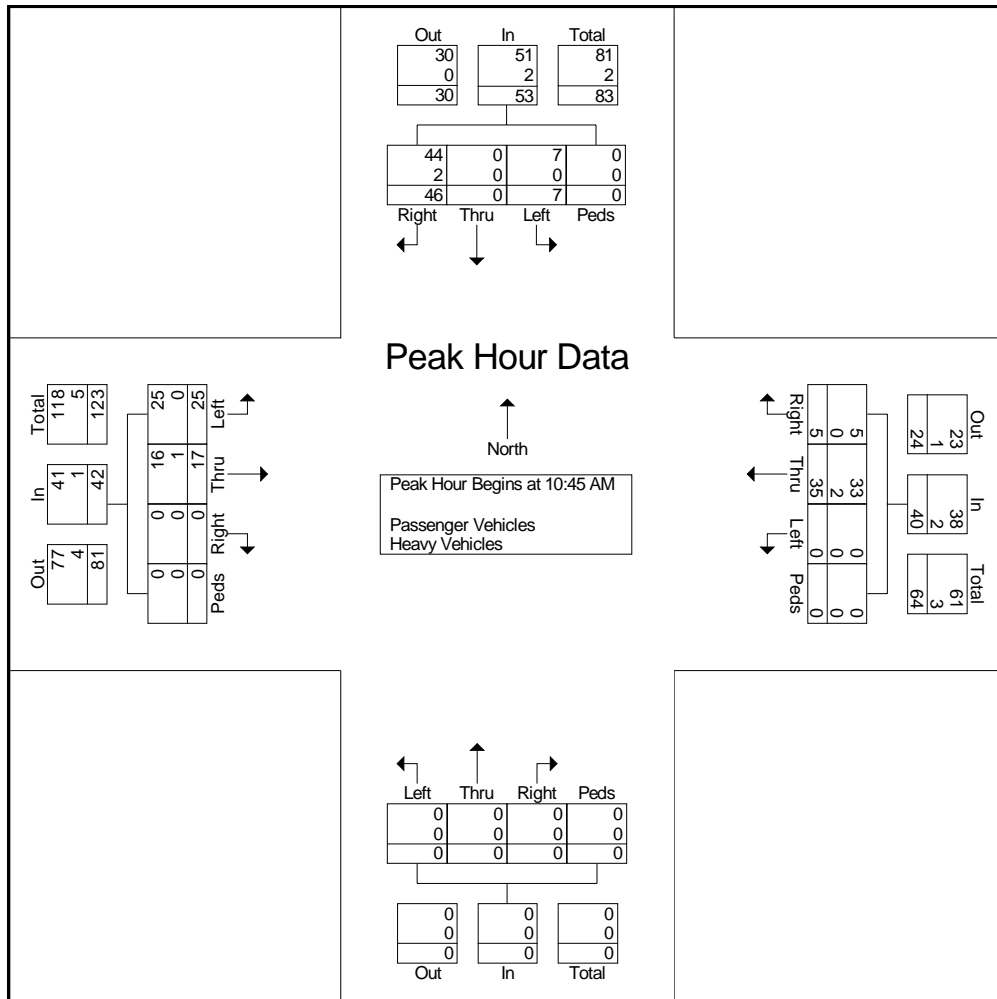 Out In Total
30 51 81
0 2 2
30 53 83
44 0 7 0
2 0 0 0
46 0 7 0
Right Thru Left Peds
Peak Hour Data
North
Peak Hour Begins at 10:45 AM
Passenger Vehicles
Heavy Vehicles
Total In Out
118 41 77
5 1 4
123 42 81
25 16 0 0
0 1 0 0
25 17 0 0
Left Thru Right Peds
Out In Total
23 38 61
1 2 3
24 40 64
5 33 0 0
0 2 0 0
5 35 0 0
Right Thru Left Peds
Left Thru Right Peds
0 0 0 0
0 0 0 0
0 0 0 0
0 0 0
0 0 0
0 0 0
Out In Total